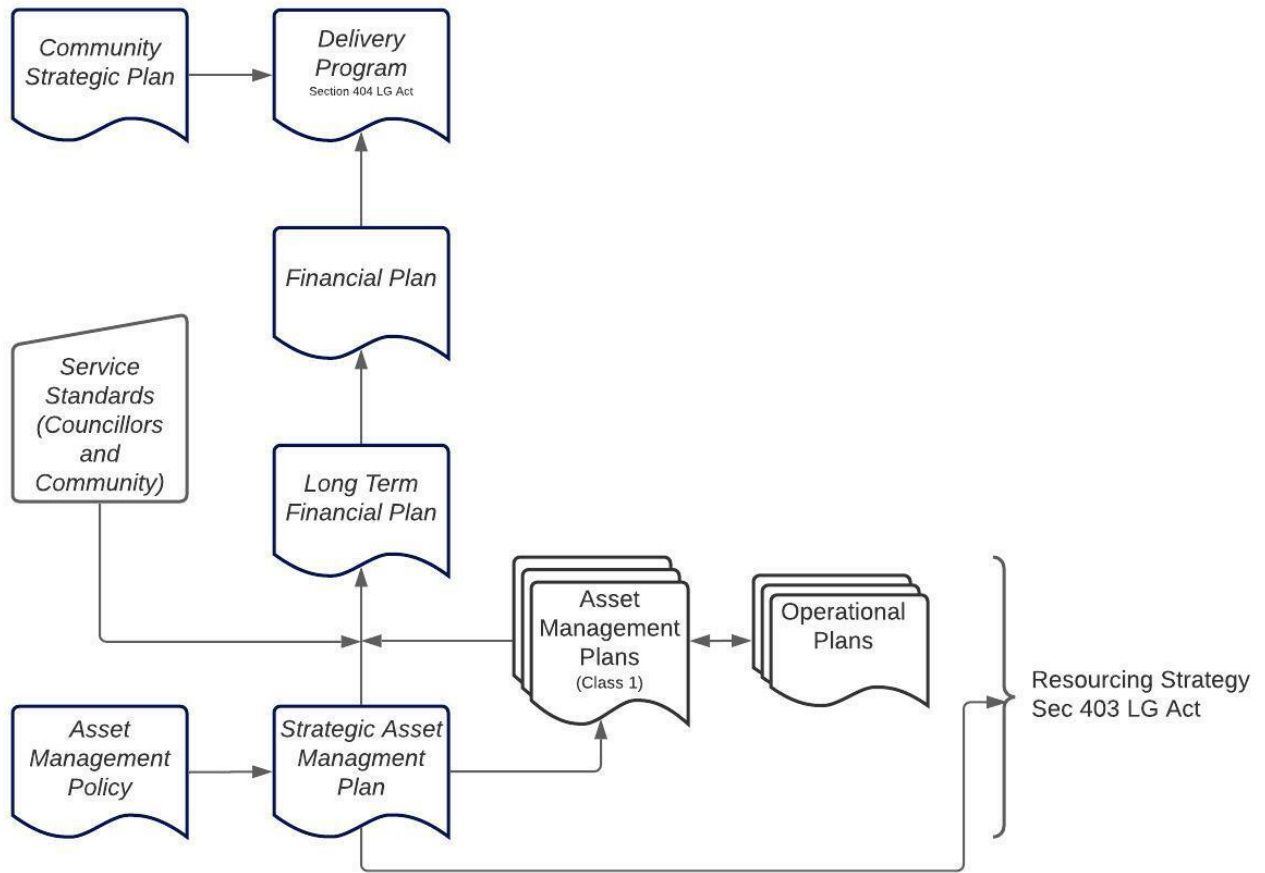 Community
Strategic Plan
Delivery
Program
Section 404 LG Act
Financial Plan
Service
Standards
(Councillors
and
Community)
Long Term
Financial Plan
Asset
Management
Plans
(Class 1)
Operational
Plans
Resourcing Strategy
Sec 403 LG Act
Asset
Management
Policy
Strategic Asset
Managment
Plan